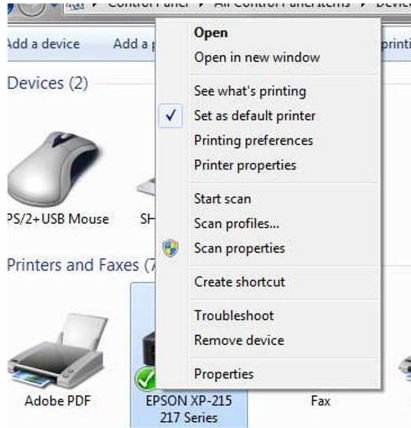 Control Panel ▸ All Control Panel Items ▸
Add a device Add a p printi
Devices (2)
PS/2+USB Mouse SH
Printers and Faxes (7
Adobe PDF
EPSON XP-215
217 Series
Fax
Open
Open in new window
See what's printing
Set as default printer
Printing preferences
Printer properties
Start scan
Scan profiles...
Scan properties
Create shortcut
Troubleshoot
Remove device
Properties